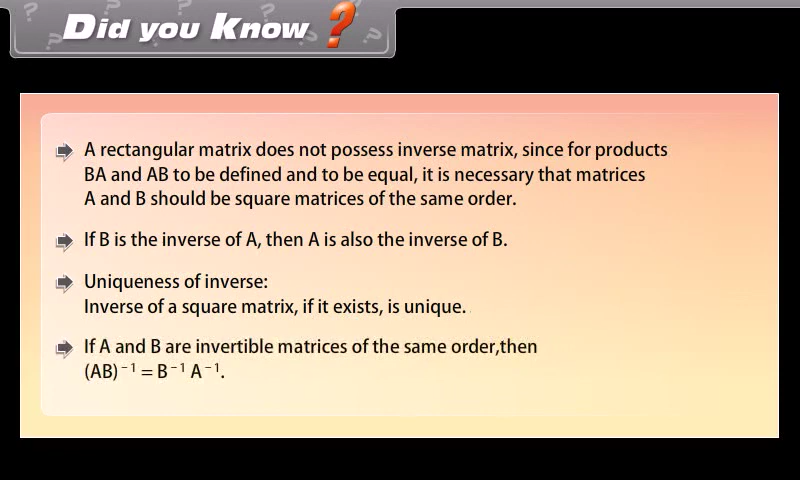 Did you Know ?
A rectangular matrix does not possess inverse matrix, since for products
BA and AB to be defined and to be equal, it is necessary that matrices
A and B should be square matrices of the same order.
If B is the inverse of A, then A is also the inverse of B.
Uniqueness of inverse:
Inverse of a square matrix, if it exists, is unique.
If A and B are invertible matrices of the same order,then
(AB)⁻¹ = B⁻¹ A⁻¹.